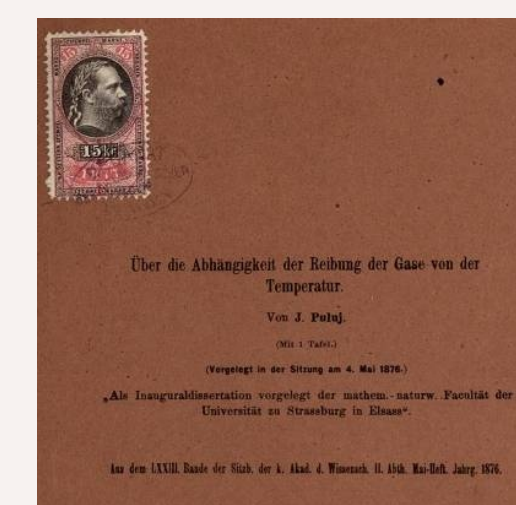 15 Kr
Über die Abhängigkeit der Reibung der Gase von der
Temperatur.
Von J. Puluj.
(Mit 1 Tafel.)
(Vorgelegt in der Sitzung am 4. Mai 1876.)
„Als Inauguraldissertation vorgelegt der mathem.-naturw. Facultät der
Universität zu Strassburg in Elsass“.
Aus dem LXXIII. Bande der Sitzb. der k. Akad. d. Wissensch. II. Abth. Mai-Heft. Jahrg. 1876.